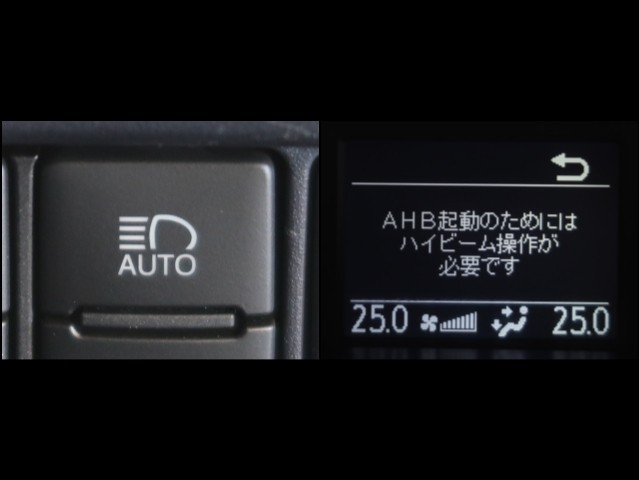 AUTO
AHB起動のためには
ハイビーム操作が
必要です
25.0 25.0